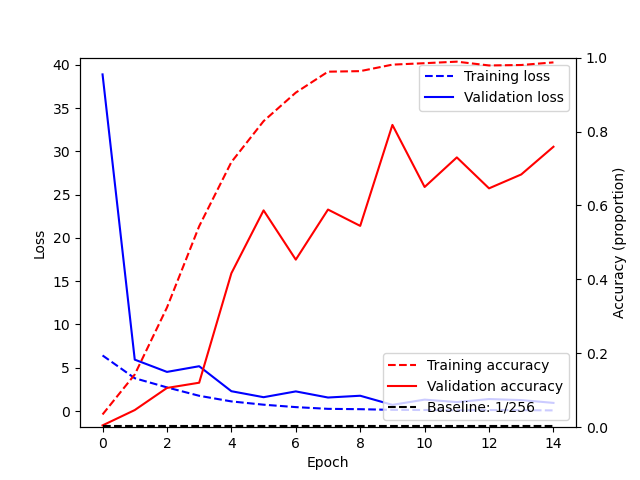 40
35
30
25
20
15
10
5
0
Loss
1.0
0.8
0.6
0.4
0.2
0.0
Accuracy (proportion)
Training loss
Validation loss
Training accuracy
Validation accuracy
Baseline: 1/256
0 2 4 6 8 10 12 14
Epoch